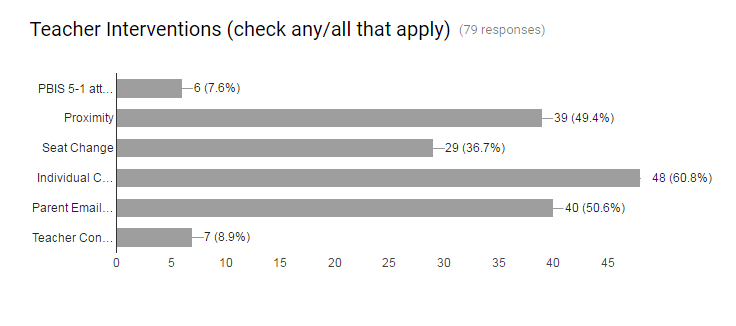 Teacher Interventions (check any/all that apply) (79 responses)
PBIS 5-1 att... 6 (7.6%)
Proximity 39 (49.4%)
Seat Change 29 (36.7%)
Individual C... 48 (60.8%)
Parent Email... 40 (50.6%)
Teacher Con... 7 (8.9%)
0 5 10 15 20 25 30 35 40 45